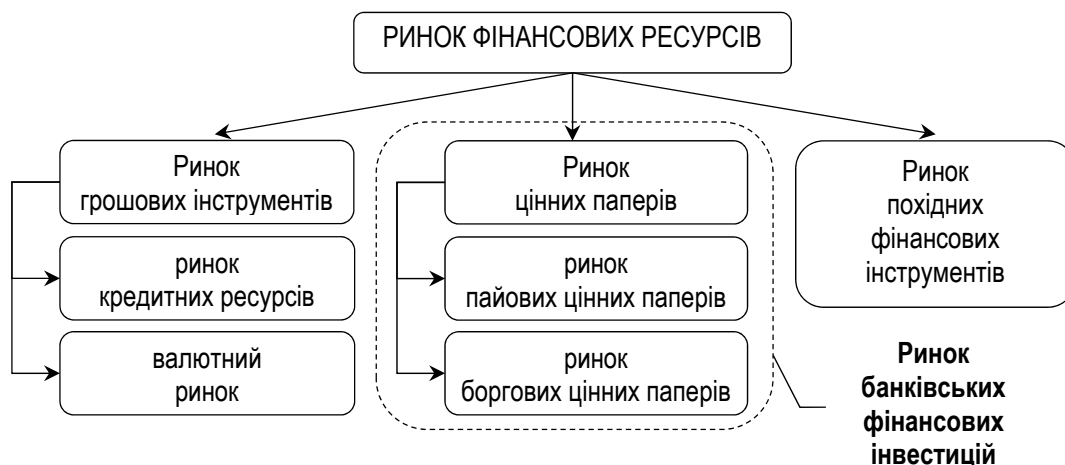 РИНОК ФІНАНСОВИХ РЕСУРСІВ
Ринок
грошових інструментів
ринок
кредитних ресурсів
валютний
ринок
Ринок
цінних паперів
ринок
пайових цінних паперів
ринок
боргових цінних паперів
Ринок
похідних
фінансових
інструментів
Ринок
банківських
фінансових
інвестицій